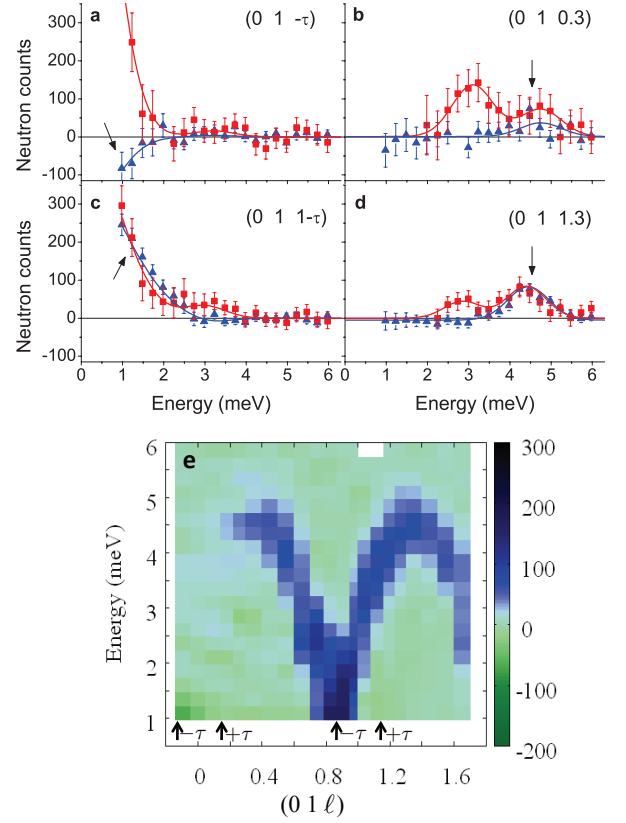 a (0 1 -τ)
b (0 1 0.3)
Neutron counts
300
200
100
0
-100
c (0 1 1-τ)
d (0 1 1.3)
Neutron counts
300
200
100
0
-100
0 1 2 3 4 5 6
0 1 2 3 4 5 6
Energy (meV)
Energy (meV)
e
Energy (meV)
6
5
4
3
2
1
-τ +τ -τ +τ
0 0.4 0.8 1.2 1.6
(0 1 ℓ)
300
200
100
0
-100
-200